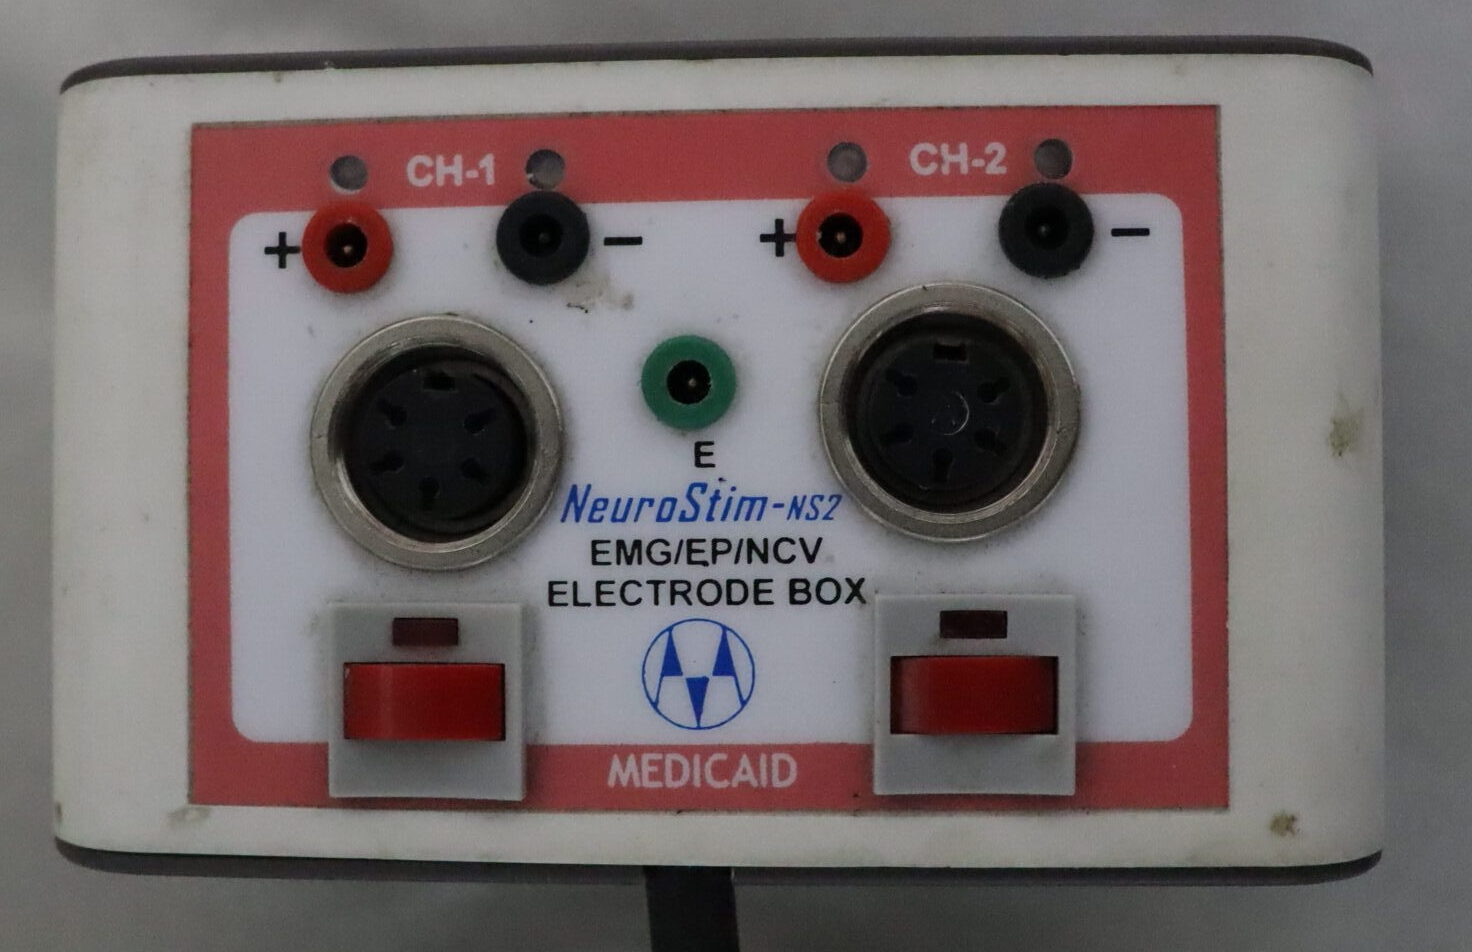 CH-1
CH-2
+
−
+
−
E
NeuroStim-NS2
EMG/EP/NCV
ELECTRODE BOX
MEDICAID